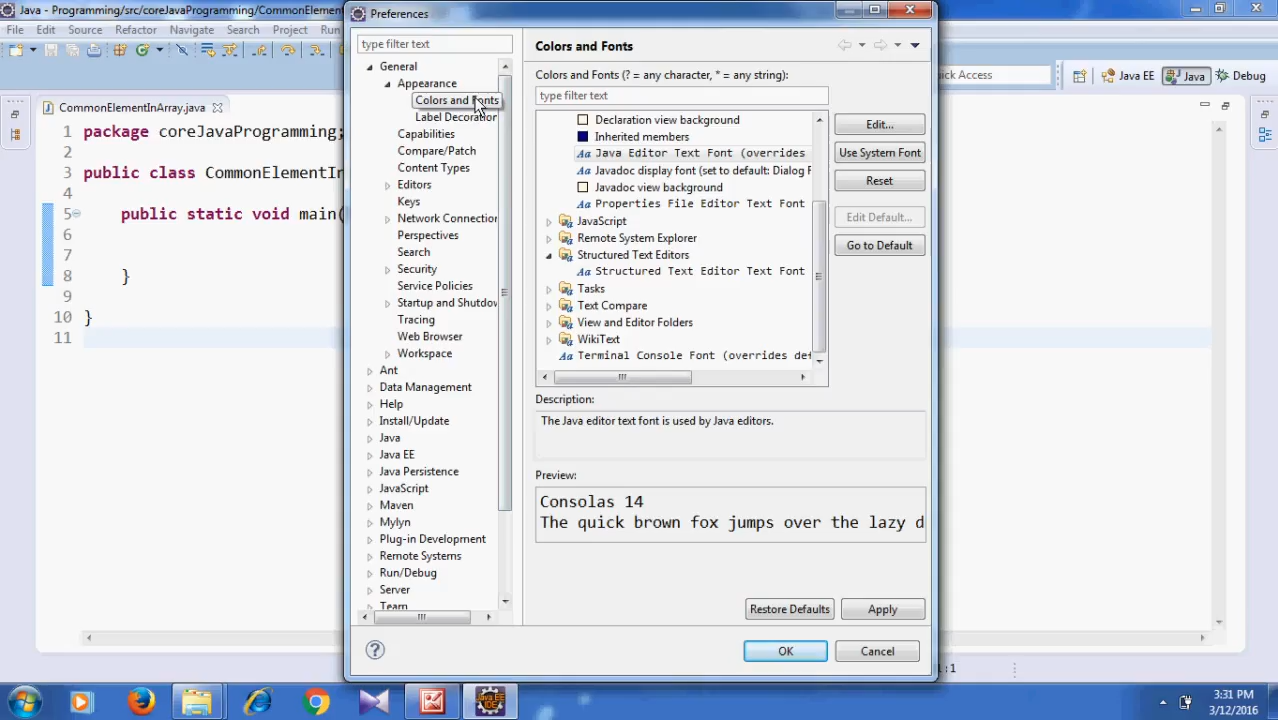 Java - Programming/src/coreJavaProgramming/CommonElement
Preferences
File Edit Source Refactor Navigate Search Project Run
Quick Access
Java EE
Java
Debug
CommonElementInArray.java
1 package coreJavaProgramming;
2
3 public class CommonElementIn
4
5 public static void main(
6
7
8 }
9
10 }
11
type filter text
General
Appearance
Colors and Fonts
Label Decoration
Capabilities
Compare/Patch
Content Types
Editors
Keys
Network Connection
Perspectives
Search
Security
Service Policies
Startup and Shutdow
Tracing
Web Browser
Workspace
Ant
Data Management
Help
Install/Update
Java
Java EE
Java Persistence
JavaScript
Maven
Mylyn
Plug-in Development
Remote Systems
Run/Debug
Server
Team
Colors and Fonts
Colors and Fonts (? = any character, * = any string):
type filter text
Declaration view background
Inherited members
Java Editor Text Font (overrides
Javadoc display font (set to default: Dialog F
Javadoc view background
Properties File Editor Text Font
JavaScript
Remote System Explorer
Structured Text Editors
Structured Text Editor Text Font
Tasks
Text Compare
View and Editor Folders
WikiText
Terminal Console Font (overrides def
Edit...
Use System Font
Reset
Edit Default...
Go to Default
Description:
The Java editor text font is used by Java editors.
Preview:
Consolas 14
The quick brown fox jumps over the lazy d
Restore Defaults Apply
OK Cancel
:1
3:31 PM
3/12/2016